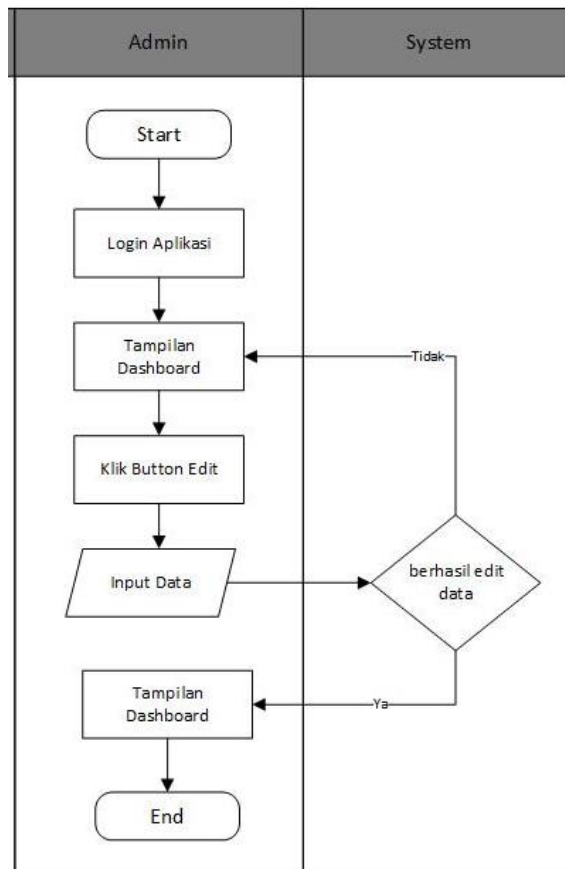 Admin
System
Start
Login Aplikasi
Tampilan
Dashboard
Tidak
Klik Button Edit
Input Data
berhasil edit
data
Tampilan
Dashboard
Ya
End